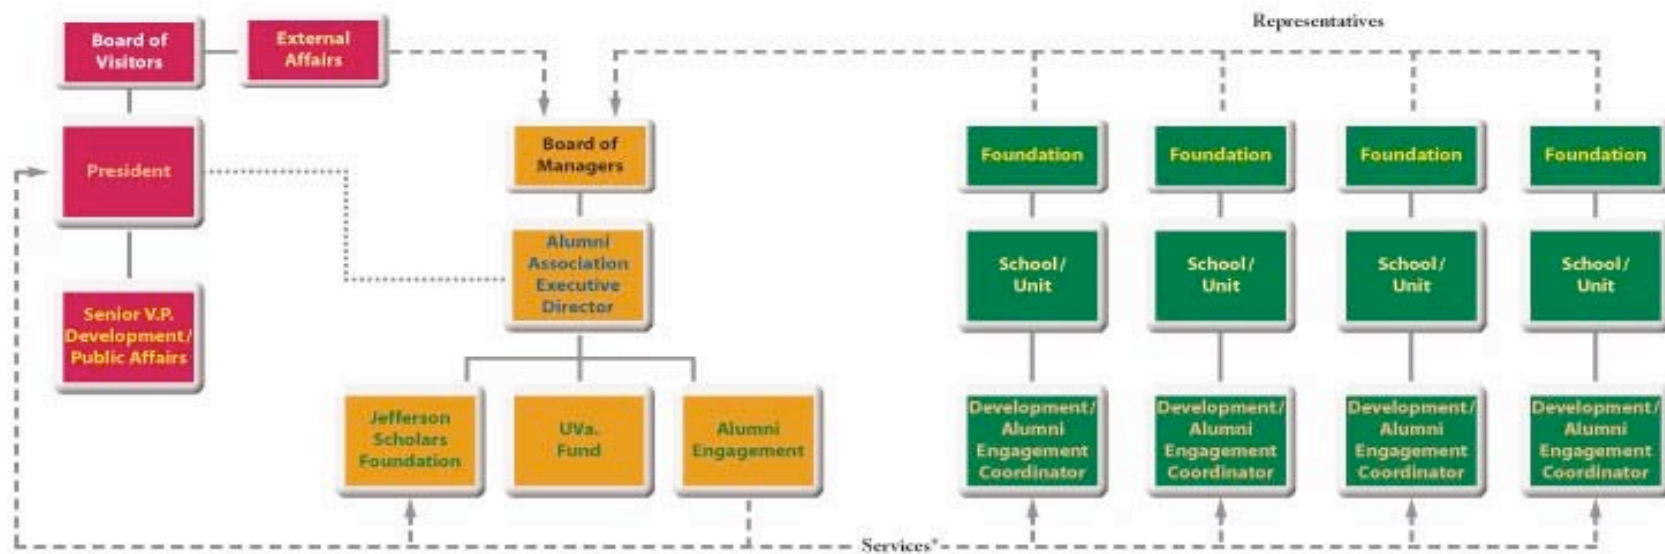 Representatives
Board of
Visitors
External
Affairs
President
Senior V.P.
Development/
Public Affairs
Board of
Managers
Alumni
Association
Executive
Director
Jefferson
Scholars
Foundation
UVa.
Fund
Alumni
Engagement
Foundation
School/
Unit
Development/
Alumni
Engagement
Coordinator
Foundation
School/
Unit
Development/
Alumni
Engagement
Coordinator
Foundation
School/
Unit
Development/
Alumni
Engagement
Coordinator
Foundation
School/
Unit
Development/
Alumni
Engagement
Coordinator
Services*